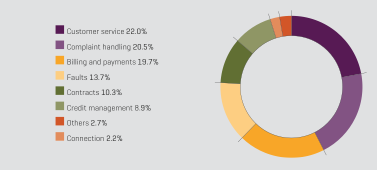 Customer service 22.0%
Complaint handling 20.5%
Billing and payments 19.7%
Faults 13.7%
Contracts 10.3%
Credit management 8.9%
Others 2.7%
Connection 2.2%